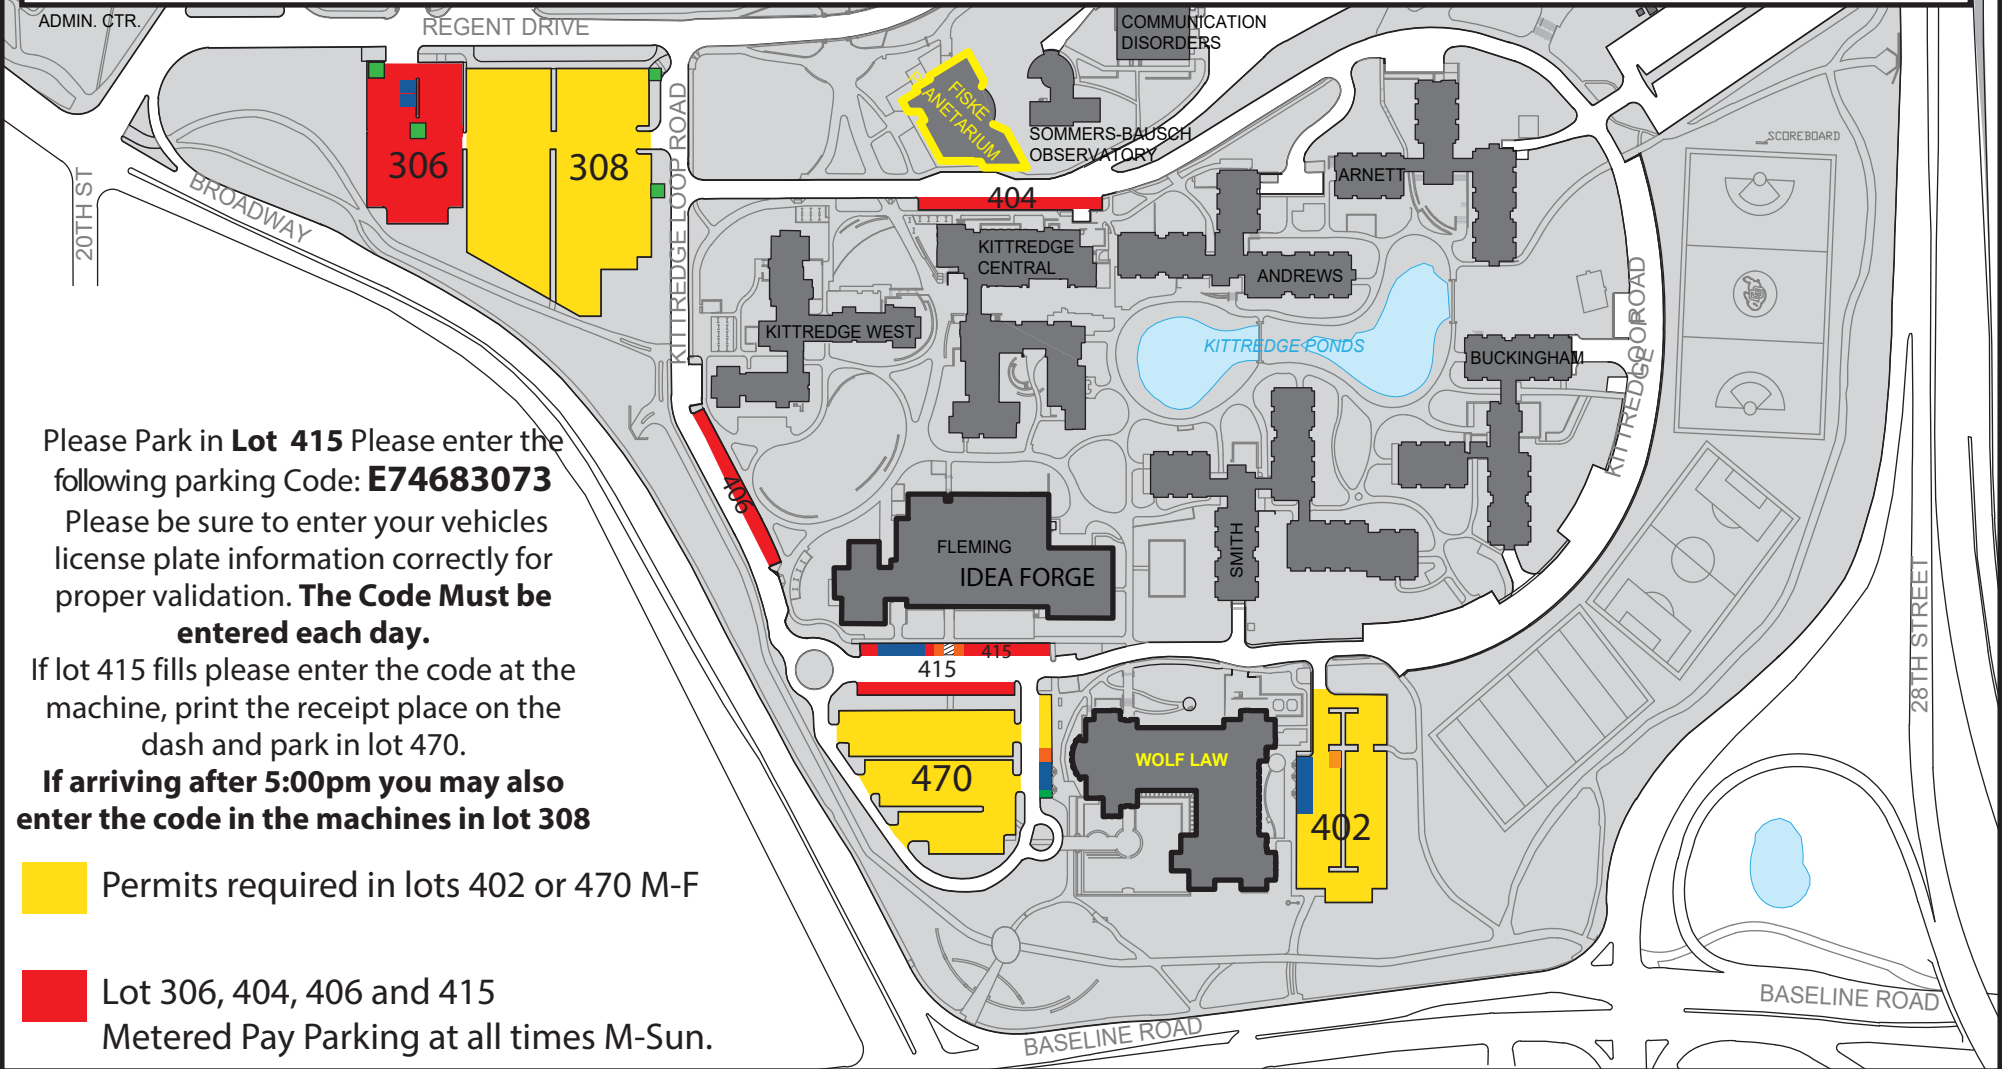 ADMIN. CTR.
REGENT DRIVE
COMMUNICATION
DISORDERS
FISKE
ANETARIUM
SOMMERS-BAUSCH
OBSERVATORY
SCOREBOARD
306
308
KITTREDGE LOOP ROAD
20TH ST
BROADWAY
404
ARNETT
KITTREDGE
CENTRAL
ANDREWS
KITTREDGE WEST
KITTREDGE PONDS
BUCKINGHAM
KITTREDGE
ROAD
406
Please Park in Lot 415 Please enter the
following parking Code: E74683073
Please be sure to enter your vehicles
license plate information correctly for
proper validation. The Code Must be
entered each day.
If lot 415 fills please enter the code at the
machine, print the receipt place on the
dash and park in lot 470.
If arriving after 5:00pm you may also
enter the code in the machines in lot 308
FLEMING
IDEA FORGE
SMITH
415
415
28TH STREET
WOLF LAW
470
402
Permits required in lots 402 or 470 M-F
Lot 306, 404, 406 and 415
Metered Pay Parking at all times M-Sun.
BASELINE ROAD
BASELINE ROAD